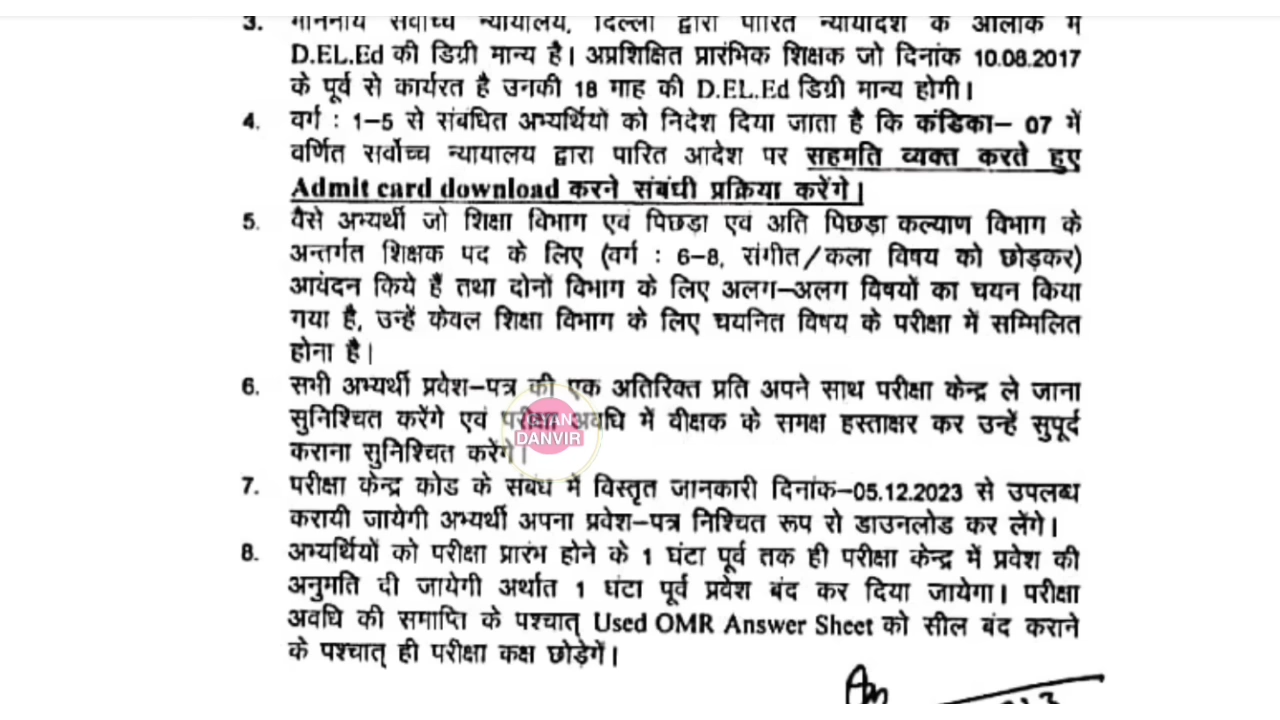 3. माननीय सर्वोच्च न्यायालय, दिल्ली द्वारा पारित न्यायादेश के आलोक में
D.EL.Ed की डिग्री मान्य है। अप्रशिक्षित प्रारंभिक शिक्षक जो दिनांक 10.08.2017
के पूर्व से कार्यरत है उनकी 18 माह की D.EL.Ed डिग्री मान्य होगी।
4. वर्ग : 1-5 से संबंधित अभ्यर्थियों को निदेश दिया जाता है कि कंडिका- 07 में
वर्णित सर्वोच्च न्यायालय द्वारा पारित आदेश पर सहमति व्यक्त करते हुए
Admit card download करने संबंधी प्रक्रिया करेंगे।
5. वैसे अभ्यर्थी जो शिक्षा विभाग एवं पिछड़ा एवं अति पिछड़ा कल्याण विभाग के
अन्तर्गत शिक्षक पद के लिए (वर्ग : 6-8, संगीत/कला विषय को छोड़कर)
आवेदन किये हैं तथा दोनों विभाग के लिए अलग-अलग विषयों का चयन किया
गया है, उन्हें केवल शिक्षा विभाग के लिए चयनित विषय के परीक्षा में सम्मिलित
होना है।
6. सभी अभ्यर्थी प्रवेश-पत्र की एक अतिरिक्त प्रति अपने साथ परीक्षा केन्द्र ले जाना
सुनिश्चित करेंगे एवं परीक्षा अवधि में वीक्षक के समक्ष हस्ताक्षर कर उन्हें सुपूर्द
DANVIR
कराना सुनिश्चित करेंगे।
7. परीक्षा केन्द्र कोड के संबंध में विस्तृत जानकारी दिनांक-05.12.2023 से उपलब्ध
करायी जायेगी अभ्यर्थी अपना प्रवेश-पत्र निश्चित रूप से डाउनलोड कर लेंगे।
8. अभ्यर्थियों को परीक्षा प्रारंभ होने के 1 घंटा पूर्व तक ही परीक्षा केन्द्र में प्रवेश की
अनुमति दी जायेगी अर्थात 1 घंटा पूर्व प्रवेश बंद कर दिया जायेगा। परीक्षा
अवधि की समाप्ति के पश्चात् Used OMR Answer Sheet को सील बंद कराने
के पश्चात् ही परीक्षा कक्ष छोड़ेगें।